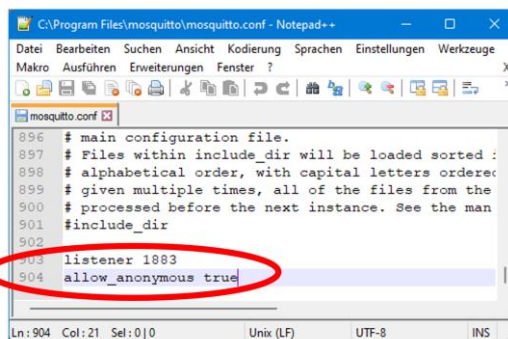 C:\Program Files\mosquitto\mosquitto.conf - Notepad++
Datei Bearbeiten Suchen Ansicht Kodierung Sprachen Einstellungen Werkzeuge
Makro Ausführen Erweiterungen Fenster ? X
mosquitto.conf
896 # main configuration file.
897 # Files within include_dir will be loaded sorted i
898 # alphabetical order, with capital letters ordered
899 # given multiple times, all of the files from the
900 # processed before the next instance. See the man
901 #include_dir
902
903 listener 1883
904 allow_anonymous true
Ln : 904 Col : 21 Sel : 0 | 0 Unix (LF) UTF-8 INS